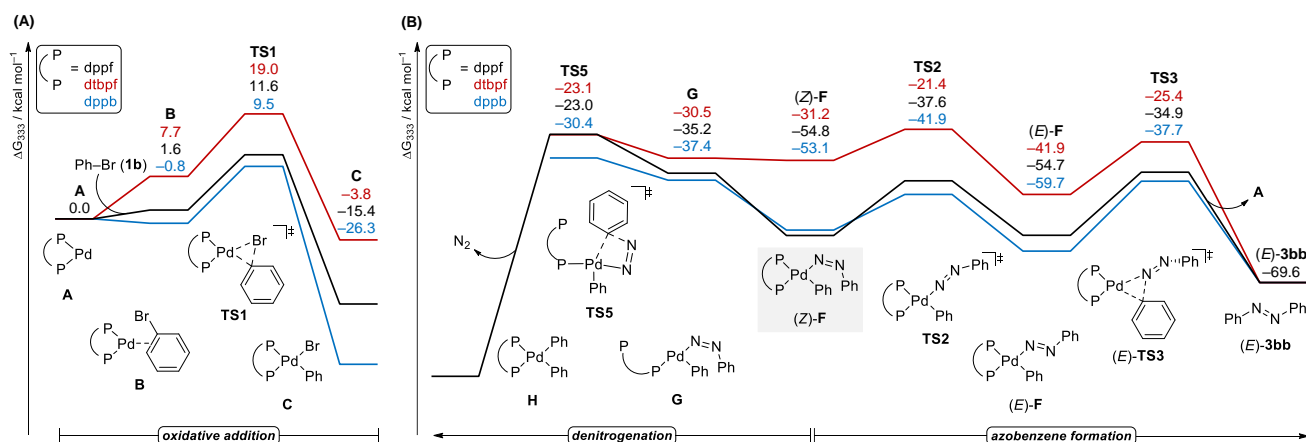 (A)
ΔG333 / kcal mol–1
P
P
= dppf
dtbpf
dppb
TS1
19.0
11.6
9.5
B
7.7
1.6
–0.8
Ph–Br (1b)
A
0.0
C
–3.8
–15.4
–26.3
P
P
Pd
A
P
P
Pd
Br
‡
TS1
Br
P
P
Pd
B
P
P
Pd
Br
Ph
C
oxidative addition
(B)
ΔG333 / kcal mol–1
P
P
= dppf
dtbpf
dppb
TS5
–23.1
–23.0
–30.4
G
–30.5
–35.2
–37.4
(Z)-F
–31.2
–54.8
–53.1
TS2
–21.4
–37.6
–41.9
(E)-F
–41.9
–54.7
–59.7
TS3
–25.4
–34.9
–37.7
A
(E)-3bb
–69.6
N2
P
P
Pd
N
N
Ph
‡
TS5
P
P
Pd
N
N
Ph
Ph
(Z)-F
P
P
Pd
N
N
Ph
Ph
‡
TS2
P
P
Pd
N
N
Ph
‡
(E)-TS3
Ph
N
N
Ph
(E)-3bb
P
P
Pd
Ph
Ph
H
P
P
Pd
N
N
Ph
Ph
G
P
P
Pd
N
N
Ph
Ph
(E)-F
denitrogenation
azobenzene formation